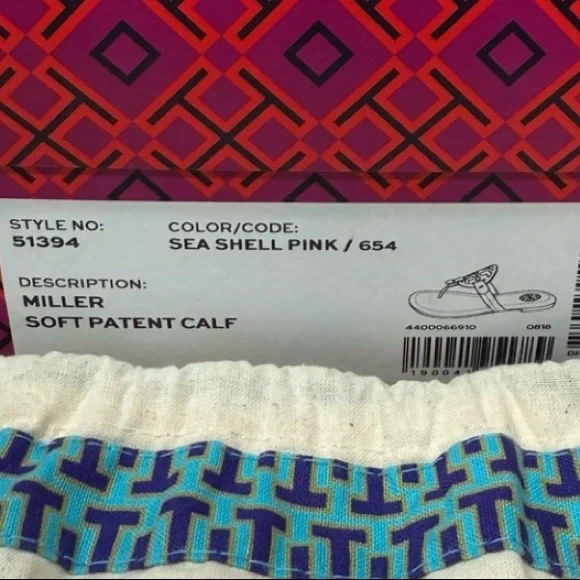 STYLE NO: COLOR/CODE:
51394 SEA SHELL PINK / 654
DESCRIPTION:
MILLER
SOFT PATENT CALF
4400066910 0818